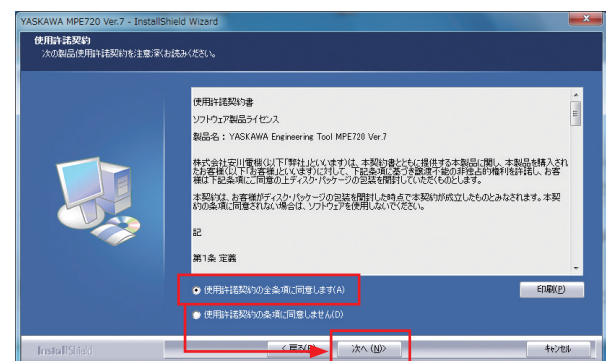 YASKAWA MPE720 Ver.7 - InstallShield Wizard
使用許諾契約
次の製品使用許諾契約を注意深くお読みください。
使用許諾契約書
ソフトウェア製品ライセンス
製品名：YASKAWA Engineering Tool MPE720 Ver.7
株式会社安川電機(以下「弊社」といいます)は、本契約書とともに提供する本製品に関し、本製品を購入され
たお客様(以下「お客様」といいます)に対して、下記条項に基づき譲渡不能の非独占的権利を許諾し、お客
様は下記条項にご同意の上ディスク・パッケージの包装を開封していただくものとします。
本契約は、お客様がディスク・パッケージの包装を開封した時点で本契約が成立したものとみなされます。本契
約の条項に同意されない場合は、ソフトウェアを使用しないでください。
記
第1条 定義
使用許諾契約の全条項に同意します(A)
印刷(P)
使用許諾契約の条項に同意しません(D)
InstallShield
< 戻る(B)
次へ (N)>
キャンセル